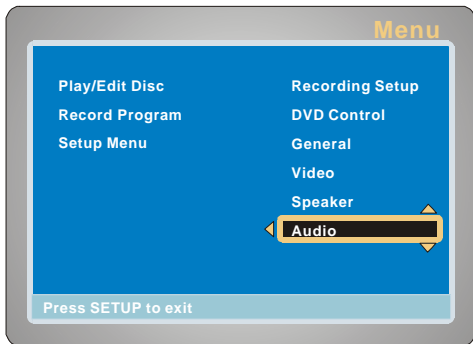 Menu
Play/Edit Disc
Record Program
Setup Menu
Recording Setup
DVD Control
General
Video
Speaker
Audio
Press SETUP to exit